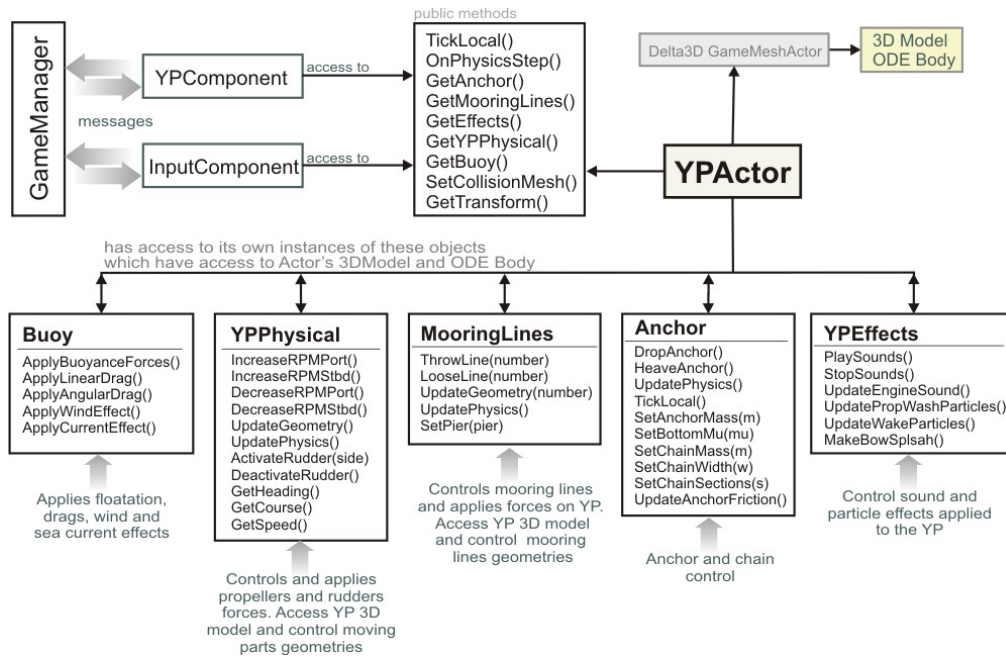 public methods
GameManager
messages
YPComponent
access to
InputComponent
access to
TickLocal()
OnPhysicsStep()
GetAnchor()
GetMooringLines()
GetEffects()
GetYPPhysical()
GetBuoy()
SetCollisionMesh()
GetTransform()
Delta3D GameMeshActor
3D Model
ODE Body
YPActor
has access to its own instances of these objects
which have access to Actor's 3DModel and ODE Body
Buoy
ApplyBuoyanceForces()
ApplyLinearDrag()
ApplyAngularDrag()
ApplyWindEffect()
ApplyCurrentEffect()
Applies floatation,
drags, wind and
sea current effects
YPPhysical
IncreaseRPMPort()
IncreaseRPMStbd()
DecreaseRPMPort()
DecreaseRPMStbd()
UpdateGeometry()
UpdatePhysics()
ActivateRudder(side)
DeactivateRudder()
GetHeading()
GetCourse()
GetSpeed()
Controls and applies
propellers and rudders
forces. Access YP 3D
model and control moving
parts geometries
MooringLines
ThrowLine(number)
LooseLine(number)
UpdateGeometry(number)
UpdatePhysics()
SetPier(pier)
Controls mooring lines
and applies forces on YP.
Access YP 3D model
and control mooring
lines geometries
Anchor
DropAnchor()
HeaveAnchor()
UpdatePhysics()
TickLocal()
SetAnchorMass(m)
SetBottomMu(mu)
SetChainMass(m)
SetChainWidth(w)
SetChainSections(s)
UpdateAnchorFriction()
Anchor and chain
control
YPEffects
PlaySounds()
StopSounds()
UpdateEngineSound()
UpdatePropWashParticles()
UpdateWakeParticles()
MakeBowSplsah()
Control sound and
particle effects applied
to the YP